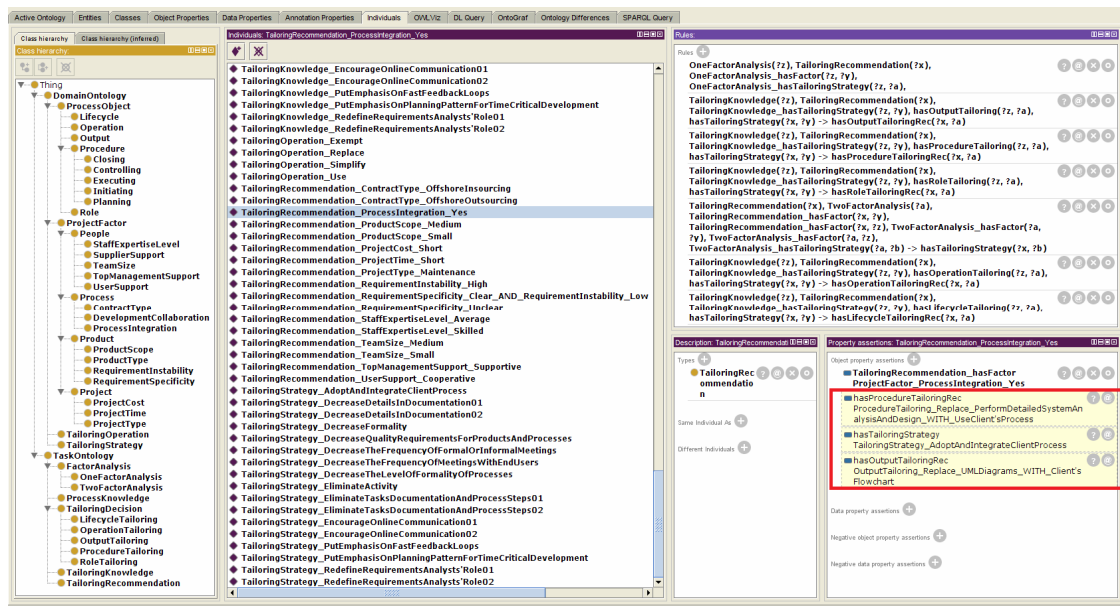 Active Ontology Entities Classes Object Properties Data Properties Annotation Properties Individuals OWLViz DL Query OntoGraf Ontology Differences SPARQL Query
Class hierarchy Class hierarchy (inferred)
Class hierarchy:
Thing
DomainOntology
ProcessObject
Lifecycle
Operation
Output
Procedure
Closing
Controlling
Executing
Initiating
Planning
Role
ProjectFactor
People
StaffExpertiseLevel
SupplierSupport
TeamSize
TopManagementSupport
UserSupport
Process
ContractType
DevelopmentCollaboration
ProcessIntegration
Product
ProductScope
ProductType
RequirementInstability
RequirementSpecificity
Project
ProjectCost
ProjectTime
ProjectType
TailoringOperation
TailoringStrategy
TaskOntology
FactorAnalysis
OneFactorAnalysis
TwoFactorAnalysis
ProcessKnowledge
TailoringDecision
LifecycleTailoring
OperationTailoring
OutputTailoring
ProcedureTailoring
RoleTailoring
TailoringKnowledge
TailoringRecommendation
Individuals: TailoringRecommendation_ProcessIntegration_Yes
TailoringKnowledge_EncourageOnlineCommunication01
TailoringKnowledge_EncourageOnlineCommunication02
TailoringKnowledge_PutEmphasisOnFastFeedbackLoops
TailoringKnowledge_PutEmphasisOnPlanningPatternForTimeCriticalDevelopment
TailoringKnowledge_RedefineRequirementsAnalysts'Role01
TailoringKnowledge_RedefineRequirementsAnalysts'Role02
TailoringOperation_Exempt
TailoringOperation_Replace
TailoringOperation_Simplify
TailoringOperation_Use
TailoringRecommendation_ContractType_OffshoreInsourcing
TailoringRecommendation_ContractType_OffshoreOutsourcing
TailoringRecommendation_ProcessIntegration_Yes
TailoringRecommendation_ProductScope_Medium
TailoringRecommendation_ProductScope_Small
TailoringRecommendation_ProjectCost_Short
TailoringRecommendation_ProjectTime_Short
TailoringRecommendation_ProjectType_Maintenance
TailoringRecommendation_RequirementInstability_High
TailoringRecommendation_RequirementSpecificity_Clear_AND_RequirementInstability_Low
TailoringRecommendation_RequirementSpecificity_Unclear
TailoringRecommendation_StaffExpertiseLevel_Average
TailoringRecommendation_StaffExpertiseLevel_Skilled
TailoringRecommendation_TeamSize_Medium
TailoringRecommendation_TeamSize_Small
TailoringRecommendation_TopManagementSupport_Supportive
TailoringRecommendation_UserSupport_Cooperative
TailoringStrategy_AdoptAndIntegrateClientProcess
TailoringStrategy_DecreaseDetailsInDocumentation01
TailoringStrategy_DecreaseDetailsInDocumentation02
TailoringStrategy_DecreaseFormality
TailoringStrategy_DecreaseQualityRequirementsForProductsAndProcesses
TailoringStrategy_DecreaseTheFrequencyOfFormalOrInformalMeetings
TailoringStrategy_DecreaseTheFrequencyOfMeetingsWithEndUsers
TailoringStrategy_DecreaseTheLevelOfFormalityOfProcesses
TailoringStrategy_EliminateActivity
TailoringStrategy_EliminateTasksDocumentationAndProcessSteps01
TailoringStrategy_EliminateTasksDocumentationAndProcessSteps02
TailoringStrategy_EncourageOnlineCommunication01
TailoringStrategy_EncourageOnlineCommunication02
TailoringStrategy_PutEmphasisOnFastFeedbackLoops
TailoringStrategy_PutEmphasisOnPlanningPatternForTimeCriticalDevelopment
TailoringStrategy_RedefineRequirementsAnalysts'Role01
TailoringStrategy_RedefineRequirementsAnalysts'Role02
Rules:
Rules
OneFactorAnalysis(?z), TailoringRecommendation(?x),
OneFactorAnalysis_hasFactor(?z, ?y),
OneFactorAnalysis_hasTailoringStrategy(?z, ?a),
TailoringKnowledge(?z), TailoringRecommendation(?x),
TailoringKnowledge_hasStrategy(?z, ?y), hasOutputTailoring(?z, ?a),
hasTailoringStrategy(?x, ?y) -> hasOutputTailoringRec(?x, ?a)
TailoringKnowledge(?z), TailoringRecommendation(?x),
TailoringKnowledge_hasStrategy(?z, ?y), hasProcedureTailoring(?z, ?a),
hasTailoringStrategy(?x, ?y) -> hasProcedureTailoringRec(?x, ?a)
TailoringKnowledge(?z), TailoringRecommendation(?x),
TailoringKnowledge_hasStrategy(?z, ?y), hasRoleTailoring(?z, ?a),
hasTailoringStrategy(?x, ?y) -> hasRoleTailoringRec(?x, ?a)
TailoringRecommendation(?x), TwoFactorAnalysis(?a),
TailoringRecommendation_hasFactor(?x, ?y),
TailoringRecommendation_hasFactor(?x, ?z), TwoFactorAnalysis_hasFactor(?a,
?y), TwoFactorAnalysis_hasFactor(?a, ?z),
TwoFactorAnalysis_hasTailoringStrategy(?a, ?b) -> hasTailoringStrategy(?x, ?b)
TailoringKnowledge(?z), TailoringRecommendation(?x),
TailoringKnowledge_hasStrategy(?z, ?y), hasOperationTailoring(?z, ?a),
hasTailoringStrategy(?x, ?y) -> hasOperationTailoringRec(?x, ?a)
TailoringKnowledge(?z), TailoringRecommendation(?x),
TailoringKnowledge_hasStrategy(?z, ?y), hasLifecycleTailoring(?z, ?a),
hasTailoringStrategy(?x, ?y) -> hasLifecycleTailoringRec(?x, ?a)
Description: TailoringRecommendati
Types
TailoringRec
ommendatio
n
Same Individual As
Different Individuals
Property assertions: TailoringRecommendation_ProcessIntegration_Yes
Object property assertions
TailoringRecommendation_hasFactor
ProjectFactor_ProcessIntegration_Yes
hasProcedureTailoringRec
ProcedureTailoring_Replace_PerformDetailedSystemAn
alysisAndDesign_WITH_UseClient'sProcess
hasTailoringStrategy
TailoringStrategy_AdoptAndIntegrateClientProcess
hasOutputTailoringRec
OutputTailoring_Replace_UMLDiagrams_WITH_Client's
Flowchart
Data property assertions
Negative object property assertions
Negative data property assertions